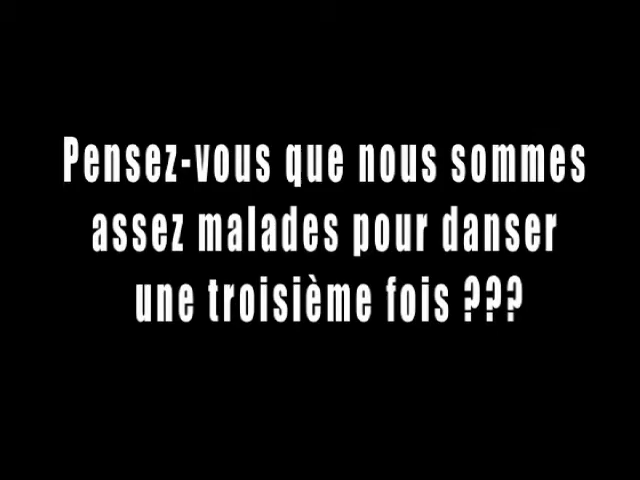 Pensez-vous que nous sommes
assez malades pour danser
une troisième fois ???